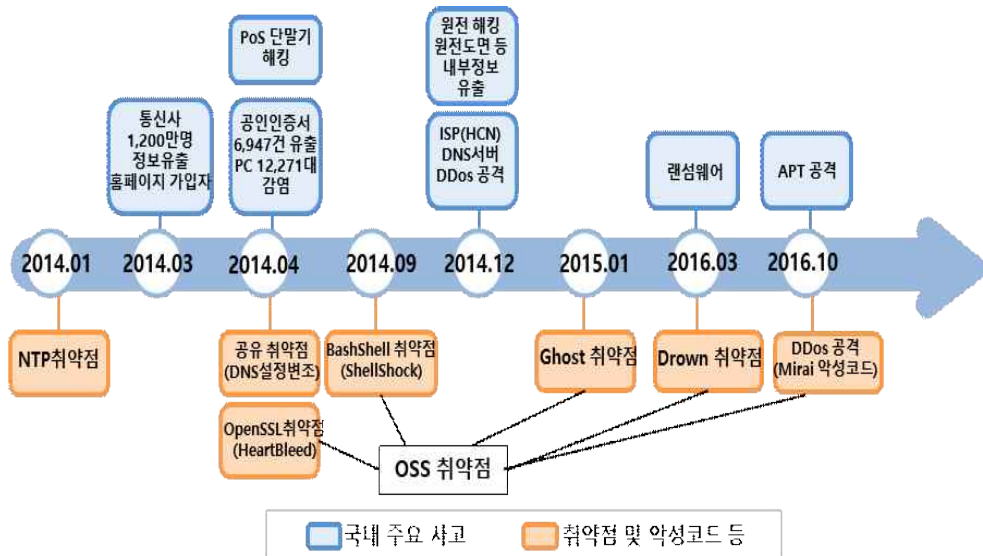 PoS 단말기
해킹
원전 해킹
원전도면 등
내부정보
유출
통신사
1,200만명
정보유출
홈페이지 가입자
공인인증서
6,947건 유출
PC 12,271대
감염
ISP(HCN)
DNS서버
DDos 공격
랜섬웨어
APT 공격
2014.01
2014.03
2014.04
2014.09
2014.12
2015.01
2016.03
2016.10
NTP취약점
공유 취약점
(DNS설정변조)
BashShell 취약점
(ShellShock)
Ghost 취약점
Drown 취약점
DDos 공격
(Mirai 악성코드)
OpenSSL취약점
(HeartBleed)
OSS 취약점
국내 주요 사고
취약점 및 악성코드 등